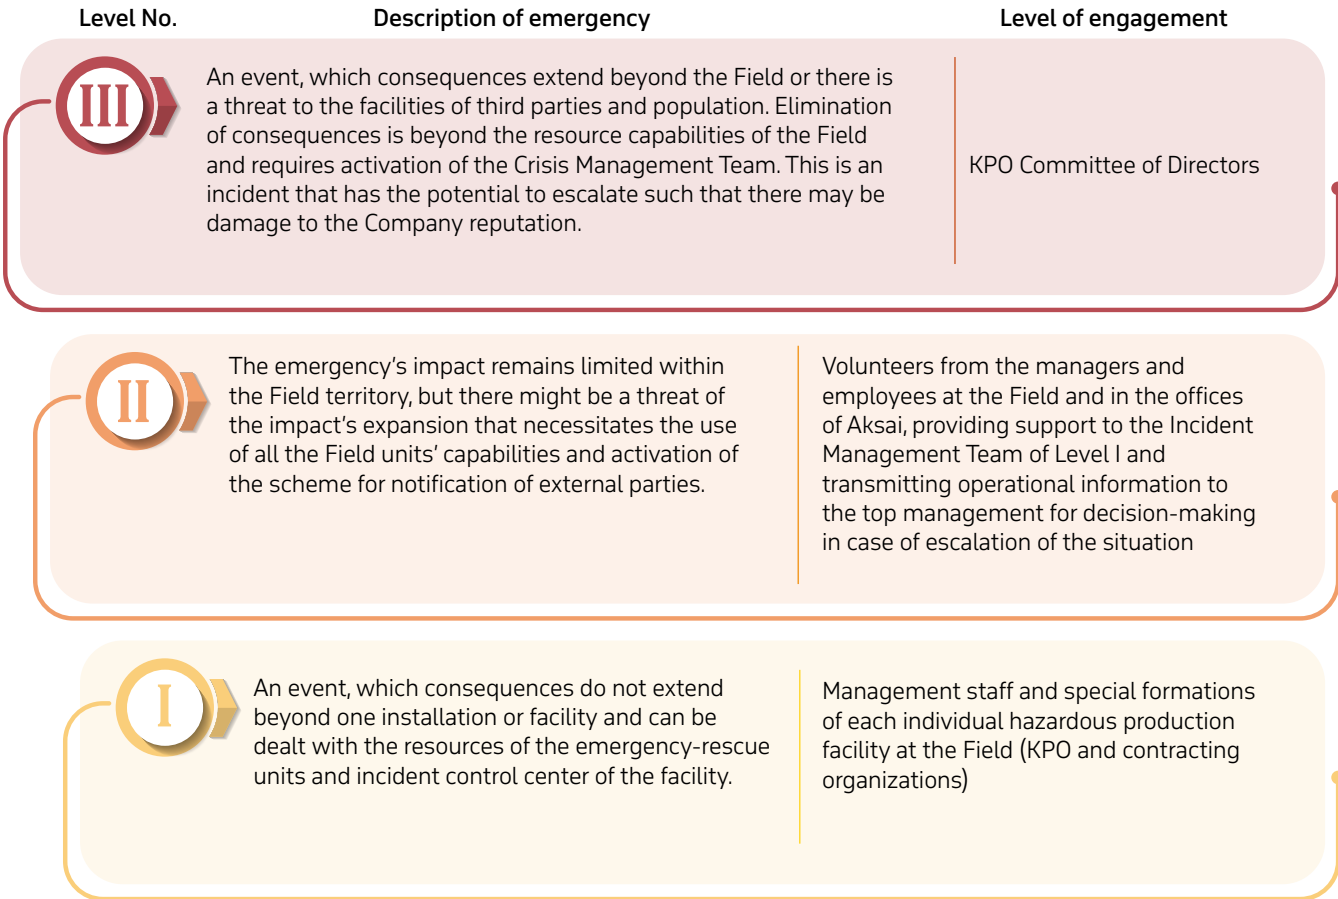 Level No. Description of emergency Level of engagement
III
An event, which consequences extend beyond the Field or there is
a threat to the facilities of third parties and population. Elimination
of consequences is beyond the resource capabilities of the Field
and requires activation of the Crisis Management Team. This is an
incident that has the potential to escalate such that there may be
damage to the Company reputation.
KPO Committee of Directors
II
The emergency’s impact remains limited within
the Field territory, but there might be a threat of
the impact’s expansion that necessitates the use
of all the Field units’ capabilities and activation of
the scheme for notification of external parties.
Volunteers from the managers and
employees at the Field and in the offices
of Aksai, providing support to the Incident
Management Team of Level I and
transmitting operational information to
the top management for decision-making
in case of escalation of the situation
I
An event, which consequences do not extend
beyond one installation or facility and can be
dealt with the resources of the emergency-rescue
units and incident control center of the facility.
Management staff and special formations
of each individual hazardous production
facility at the Field (KPO and contracting
organizations)